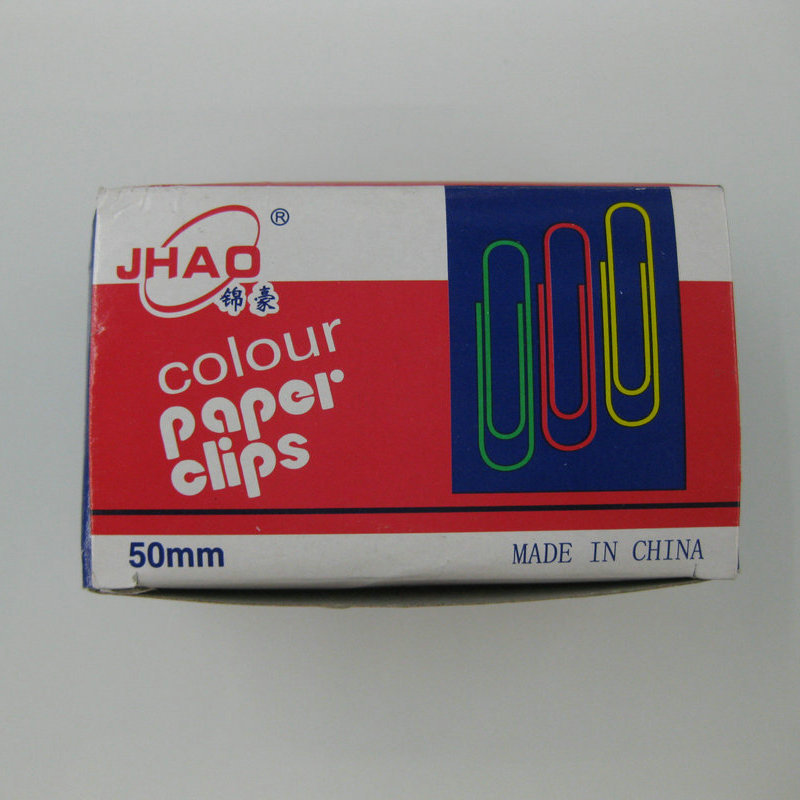 JHAO ®
锦豪
colour
paper
clips
50mm
MADE IN CHINA